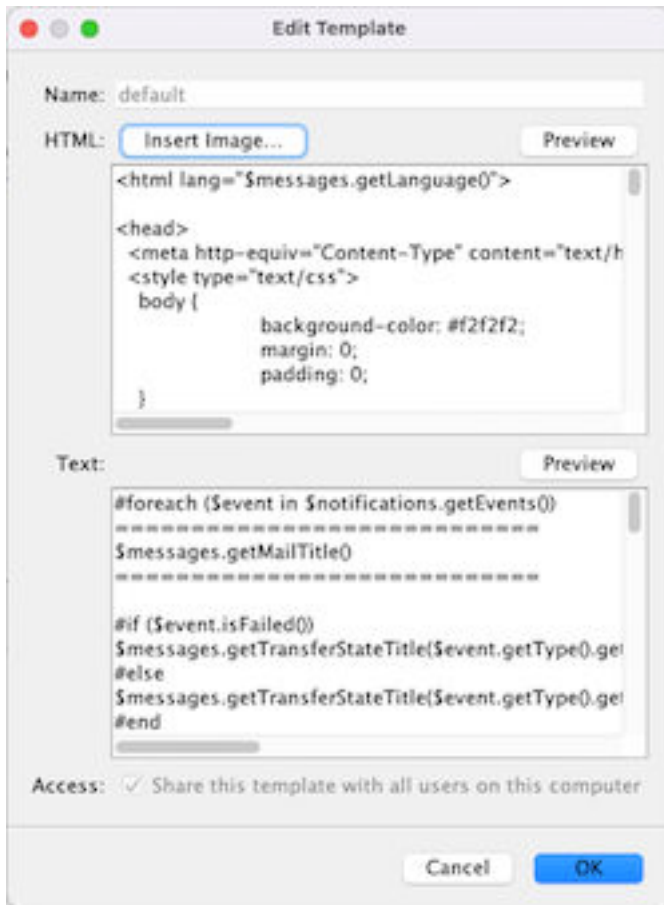 Edit Template
Name: default
HTML: Insert Image... Preview
<html lang="$messages.getLanguage()">
<head>
<meta http-equiv="Content-Type" content="text/h
<style type="text/css">
body {
background-color: #f2f2f2;
margin: 0;
padding: 0;
}
Text: Preview
#foreach ($event in $notifications.getEvents())
=============================
$messages.getMailTitle()
=============================
#if ($event.isFailed())
$messages.getTransferStateTitle($event.getType().get
#else
$messages.getTransferStateTitle($event.getType().get
#end
Access: ✓ Share this template with all users on this computer
Cancel OK